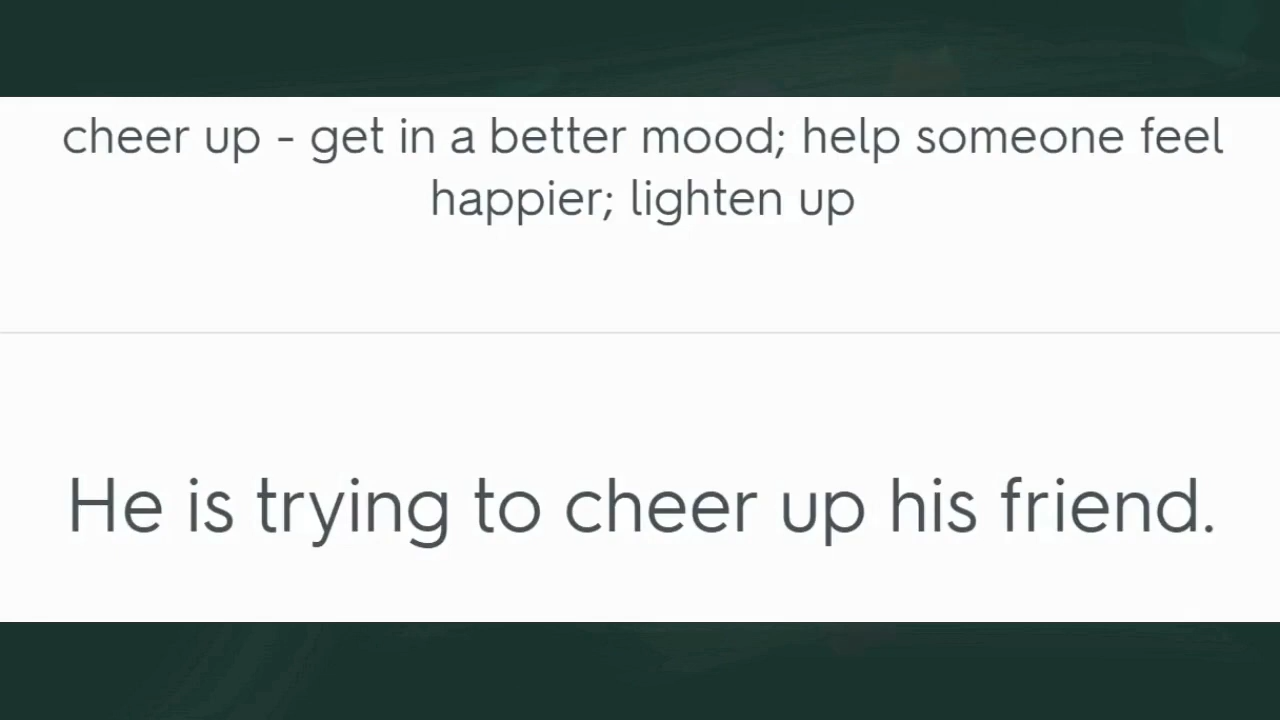 cheer up - get in a better mood; help someone feel
happier; lighten up
He is trying to cheer up his friend.